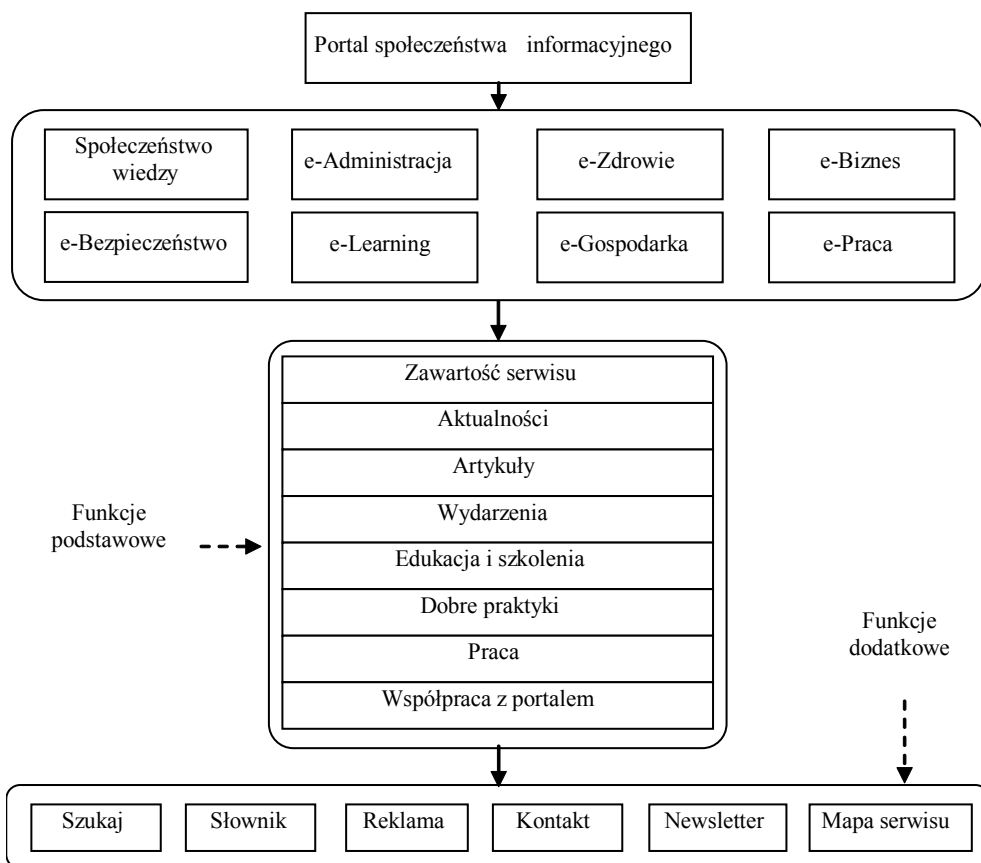 Portal społeczeństwa informacyjnego
Społeczeństwo
wiedzy
e-Administracja
e-Zdrowie
e-Biznes
e-Bezpieczeństwo
e-Learning
e-Gospodarka
e-Praca
Zawartość serwisu
Aktualności
Artykuły
Wydarzenia
Edukacja i szkolenia
Dobre praktyki
Praca
Współpraca z portalem
Funkcje
podstawowe
Funkcje
dodatkowe
Szukaj
Słownik
Reklama
Kontakt
Newsletter
Mapa serwisu